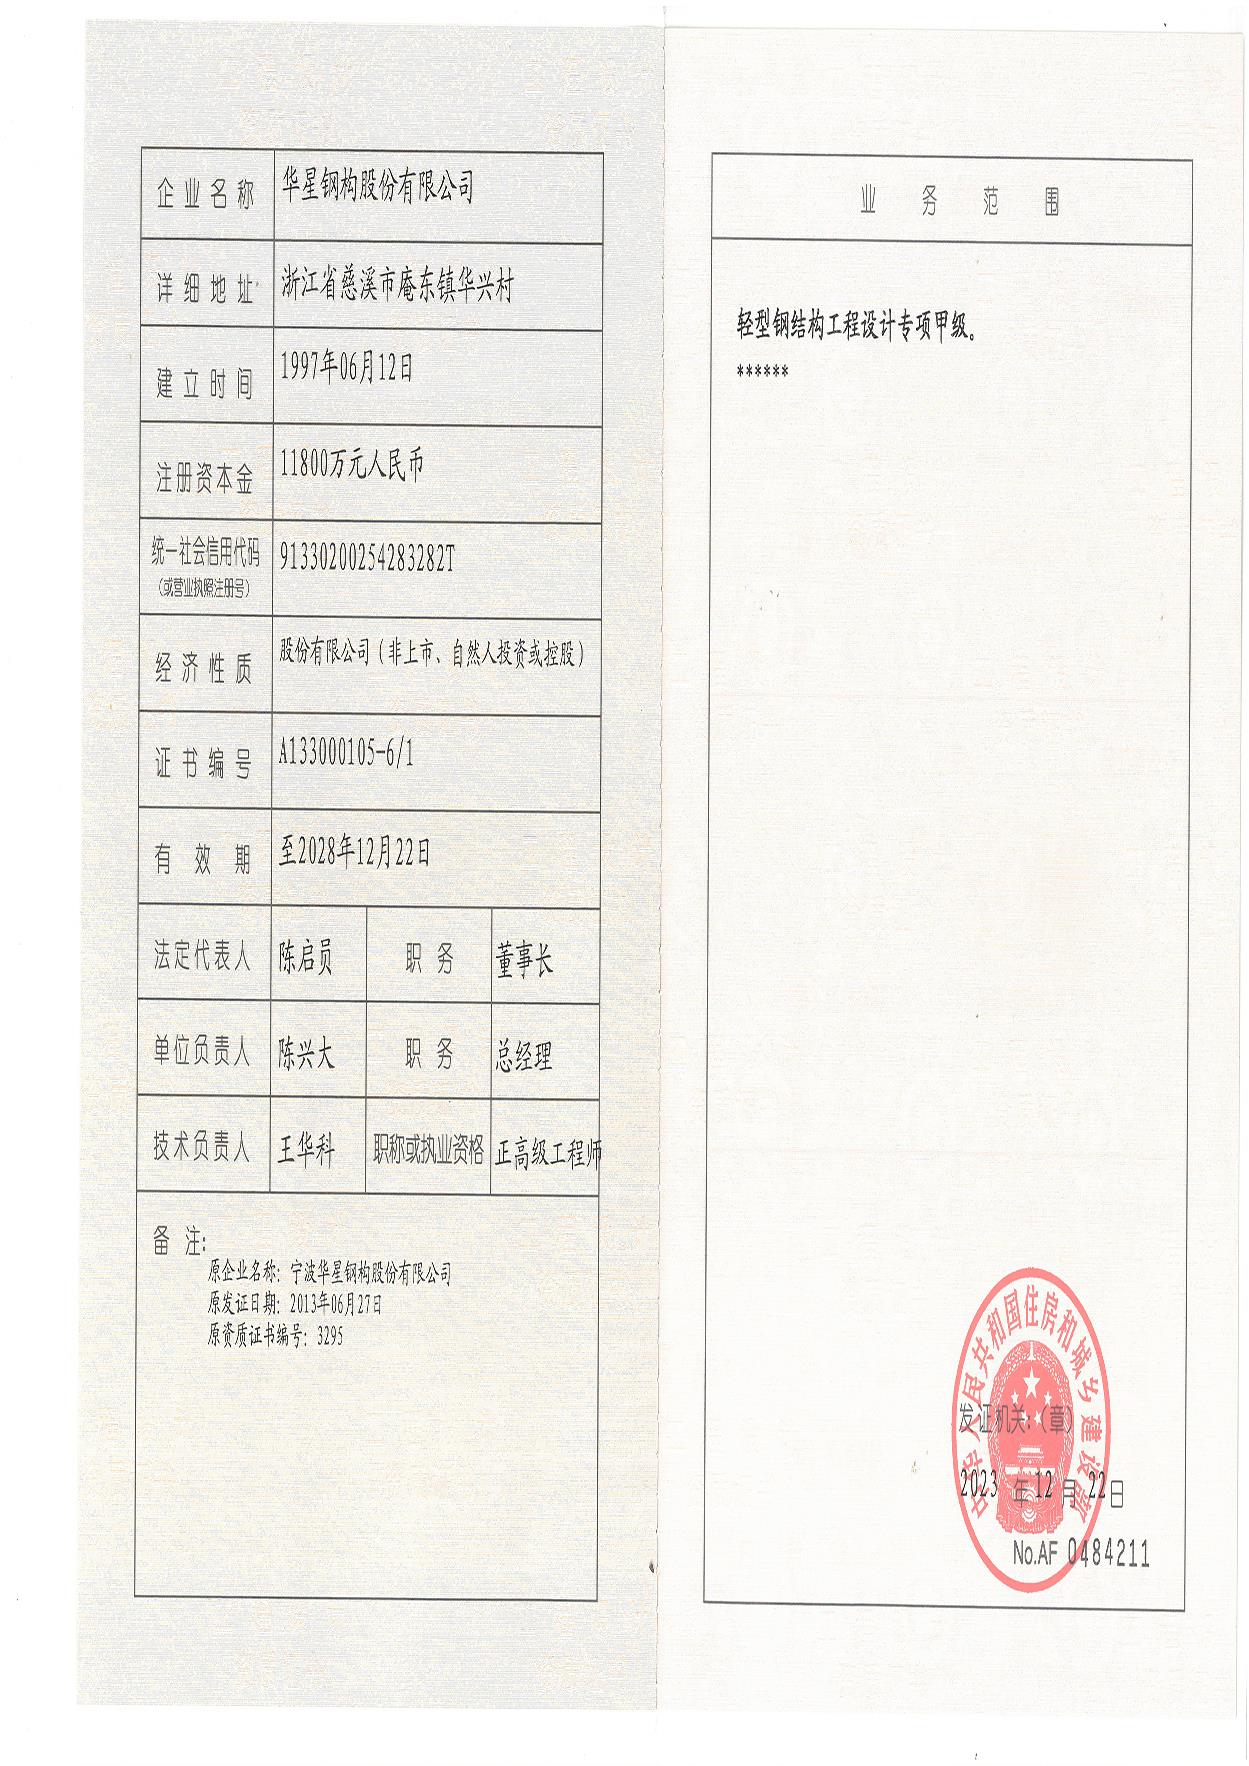 企业名称 华星钢构股份有限公司
详细地址 浙江省慈溪市庵东镇华兴村
建立时间 1997年06月12日
注册资本金 11800万元人民币
统一社会信用代码 91330200254283282T
(或营业执照注册号)
经济性质 股份有限公司(非上市、自然人投资或控股)
证书编号 A133000105-6/1
有效期 至2028年12月22日
法定代表人 陈启员 职务 董事长
单位负责人 陈兴大 职务 总经理
技术负责人 王华科 职称或执业资格 正高级工程师
备注:
原企业名称: 宁波华星钢构股份有限公司
原发证日期: 2013年06月27日
原资质证书编号: 3295
业务范围
轻型钢结构工程设计专项甲级。
******
中华人民共和国住房和城乡建设部
发证机关:(章)
2023年12月22日
No.AF 0484211